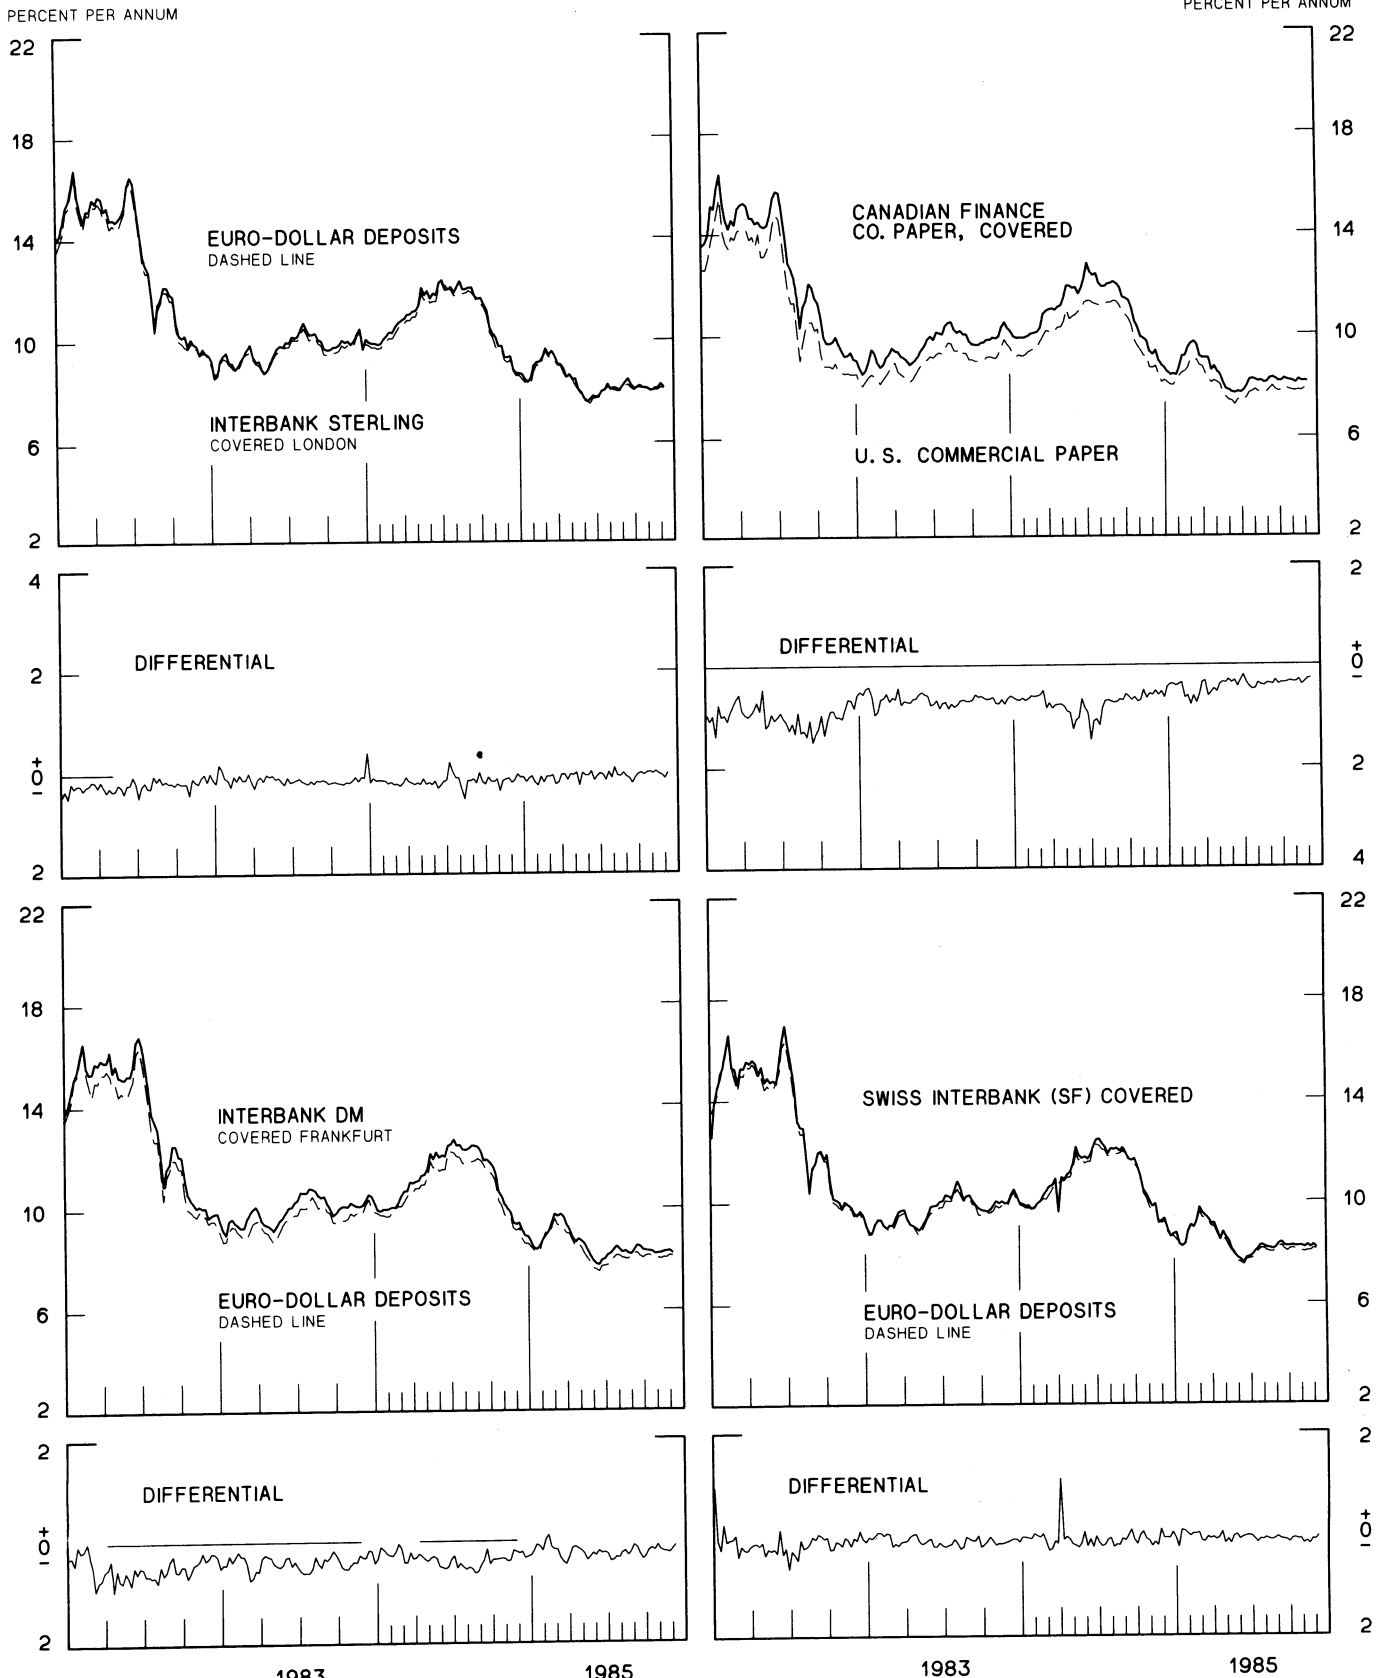 PERCENT PER ANNUM
PERCENT PER ANNUM
22
18
14
10
6
2
EURO-DOLLAR DEPOSITS
DASHED LINE
INTERBANK STERLING
COVERED LONDON
22
18
14
10
6
2
CANADIAN FINANCE
CO. PAPER, COVERED
U.S. COMMERCIAL PAPER
4
2
+
0
−
2
DIFFERENTIAL
2
+
0
−
2
4
DIFFERENTIAL
22
18
14
10
6
2
INTERBANK DM
COVERED FRANKFURT
EURO-DOLLAR DEPOSITS
DASHED LINE
22
18
14
10
6
2
SWISS INTERBANK (SF) COVERED
EURO-DOLLAR DEPOSITS
DASHED LINE
2
+
0
−
2
DIFFERENTIAL
2
+
0
−
2
DIFFERENTIAL
1983
1985
1983
1985